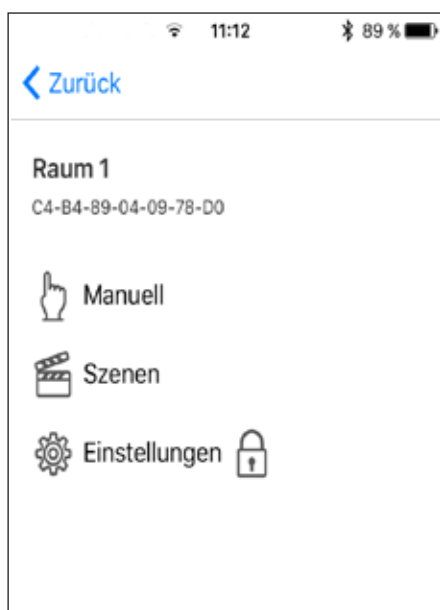 11:12 89 %
Zurück
Raum 1
C4-B4-89-04-09-78-D0
Manuell
Szenen
Einstellungen